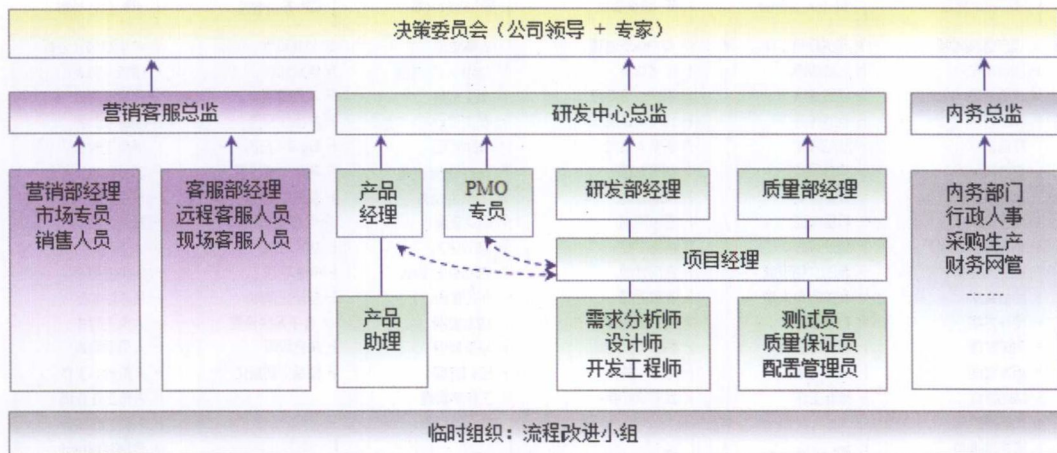 决策委员会（公司领导 + 专家）
营销客服总监
研发中心总监
内务总监
营销部经理
市场专员
销售人员
客服部经理
远程客服人员
现场客服人员
产品
经理
PMO
专员
研发部经理
质量部经理
项目经理
产品
助理
需求分析师
设计师
开发工程师
测试员
质量保证员
配置管理员
内务部门
行政人事
采购生产
财务网管
……
临时组织：流程改进小组